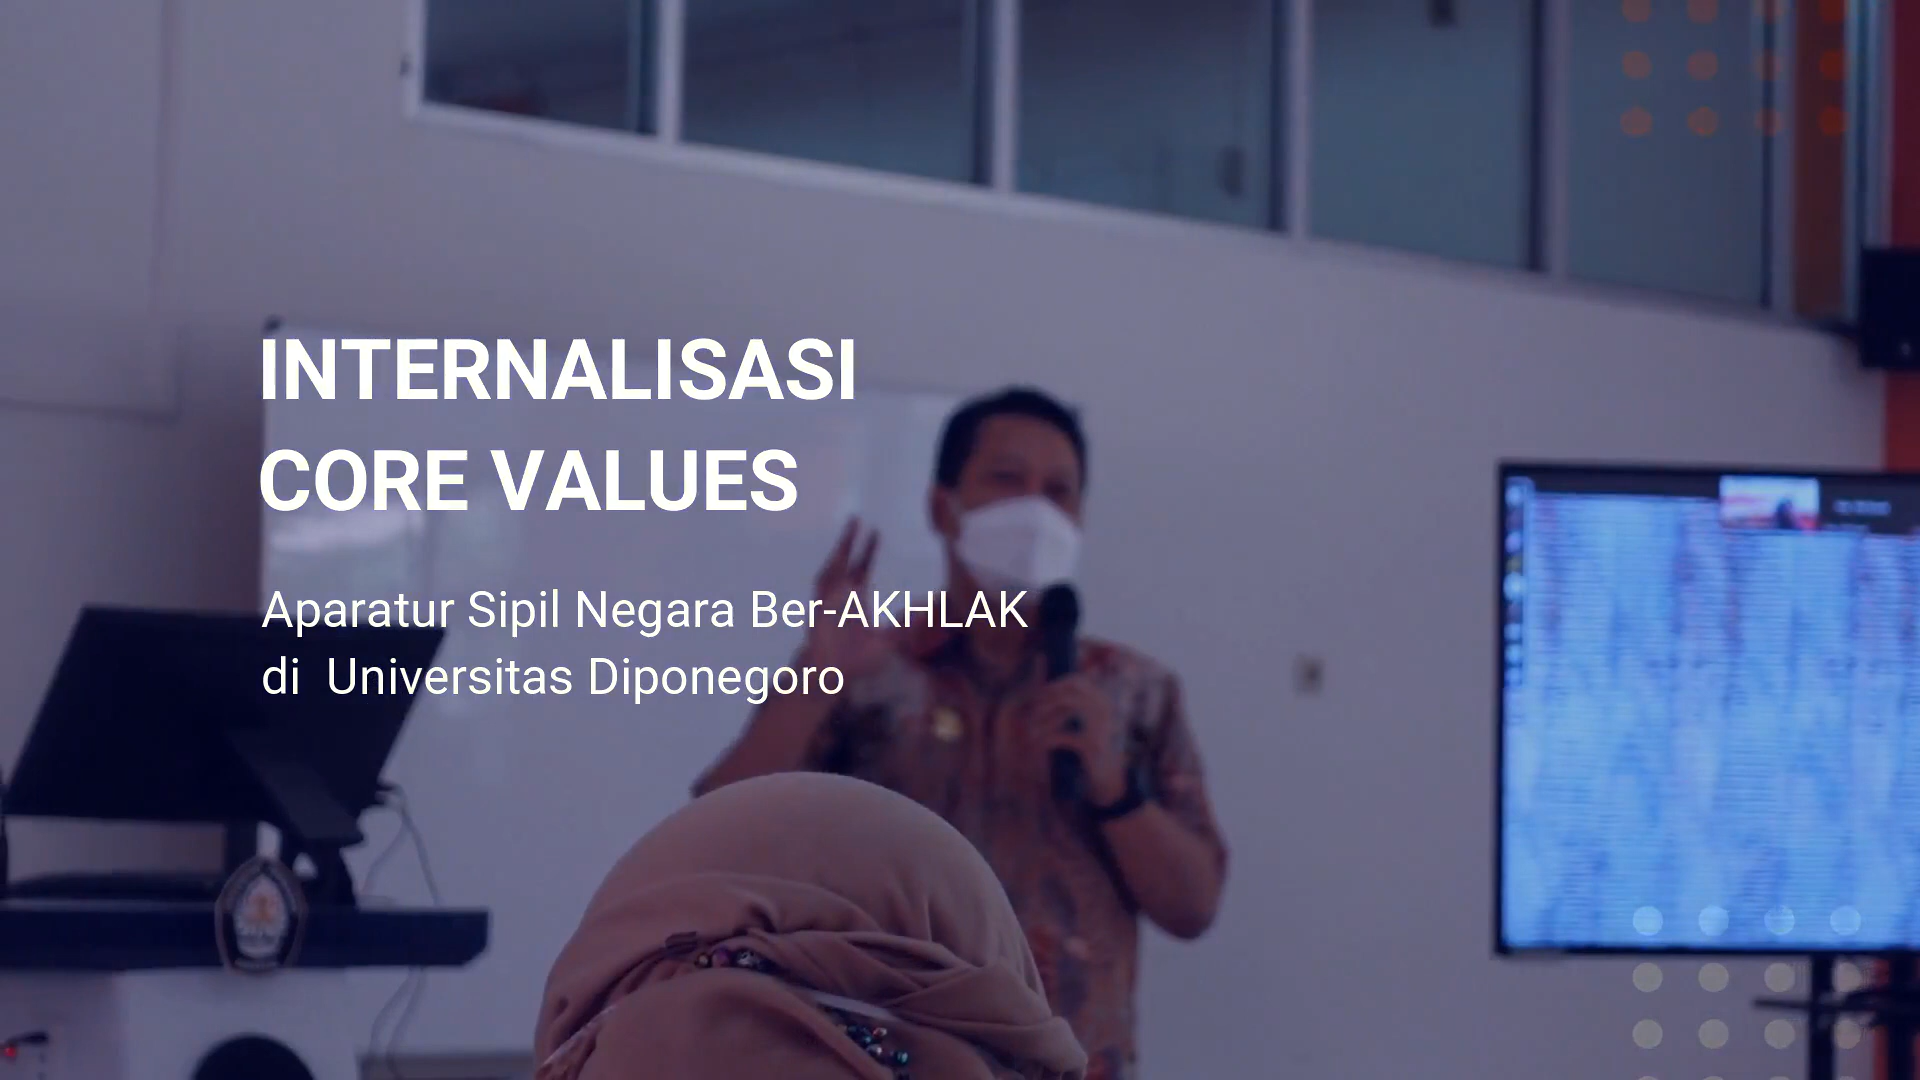 INTERNALISASI
CORE VALUES
Aparatur Sipil Negara Ber-AKHLAK
di  Universitas Diponegoro